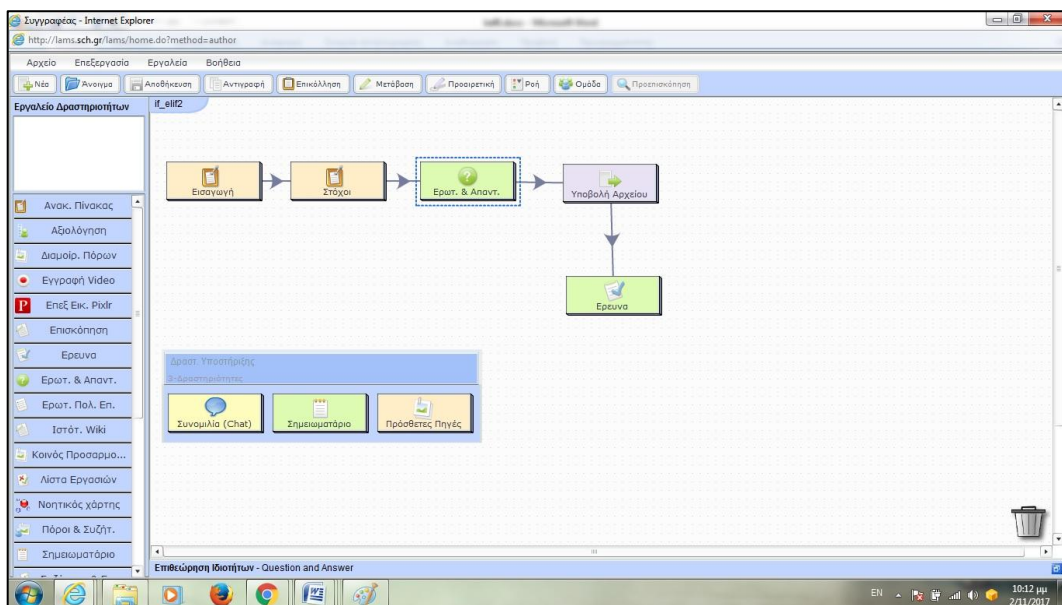 Συγγραφέας - Internet Explorer
http://lams.sch.gr/lams/home.do?method=author
Αρχείο Επεξεργασία Εργαλεία Βοήθεια
Νέα Άνοιγμα Αποθήκευση Αντιγραφή Επικόλληση Μετάβαση Προαιρετική Ροή Ομάδα Προεπισκόπηση
Εργαλείο Δραστηριοτήτων
if_elif2
Εισαγωγή
Στόχοι
Ερωτ. & Απαντ.
Υποβολή Αρχείου
Ερευνα
Δραστ. Υποστήριξης
3-Δραστηριότητες
Συνομιλία (Chat)
Σημειωματάριο
Πρόσθετες Πηγές
Ανακ. Πίνακας
Αξιολόγηση
Διαμοίρ. Πόρων
Εγγραφή Video
Επεξ Εικ. Pixlr
Επισκόπηση
Ερευνα
Ερωτ. & Απαντ.
Ερωτ. Πολ. Επ.
Ιστότ. Wiki
Κοινός Προσαρμο...
Λίστα Εργασιών
Νοητικός χάρτης
Πόροι & Συζήτ.
Σημειωματάριο
Επιθεώρηση Ιδιοτήτων - Question and Answer
EN
10:12 μμ
2/11/2017